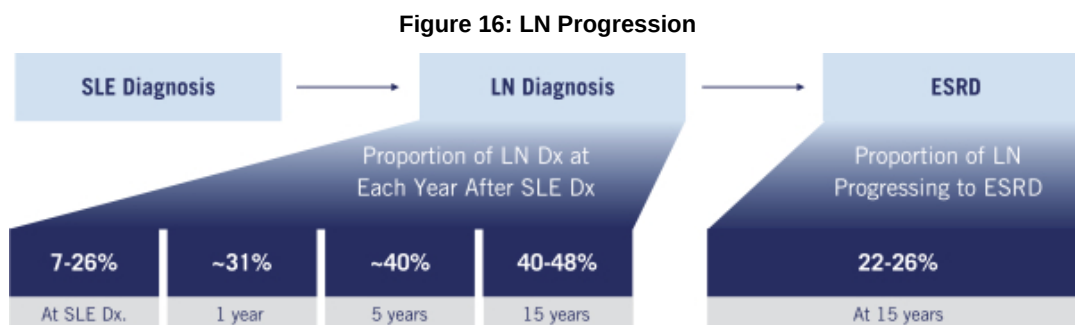 Figure 16: LN Progression
SLE Diagnosis
LN Diagnosis
ESRD
Proportion of LN Dx at
Each Year After SLE Dx
Proportion of LN
Progressing to ESRD
7-26%
~31%
~40%
40-48%
22-26%
At SLE Dx.
1 year
5 years
15 years
At 15 years